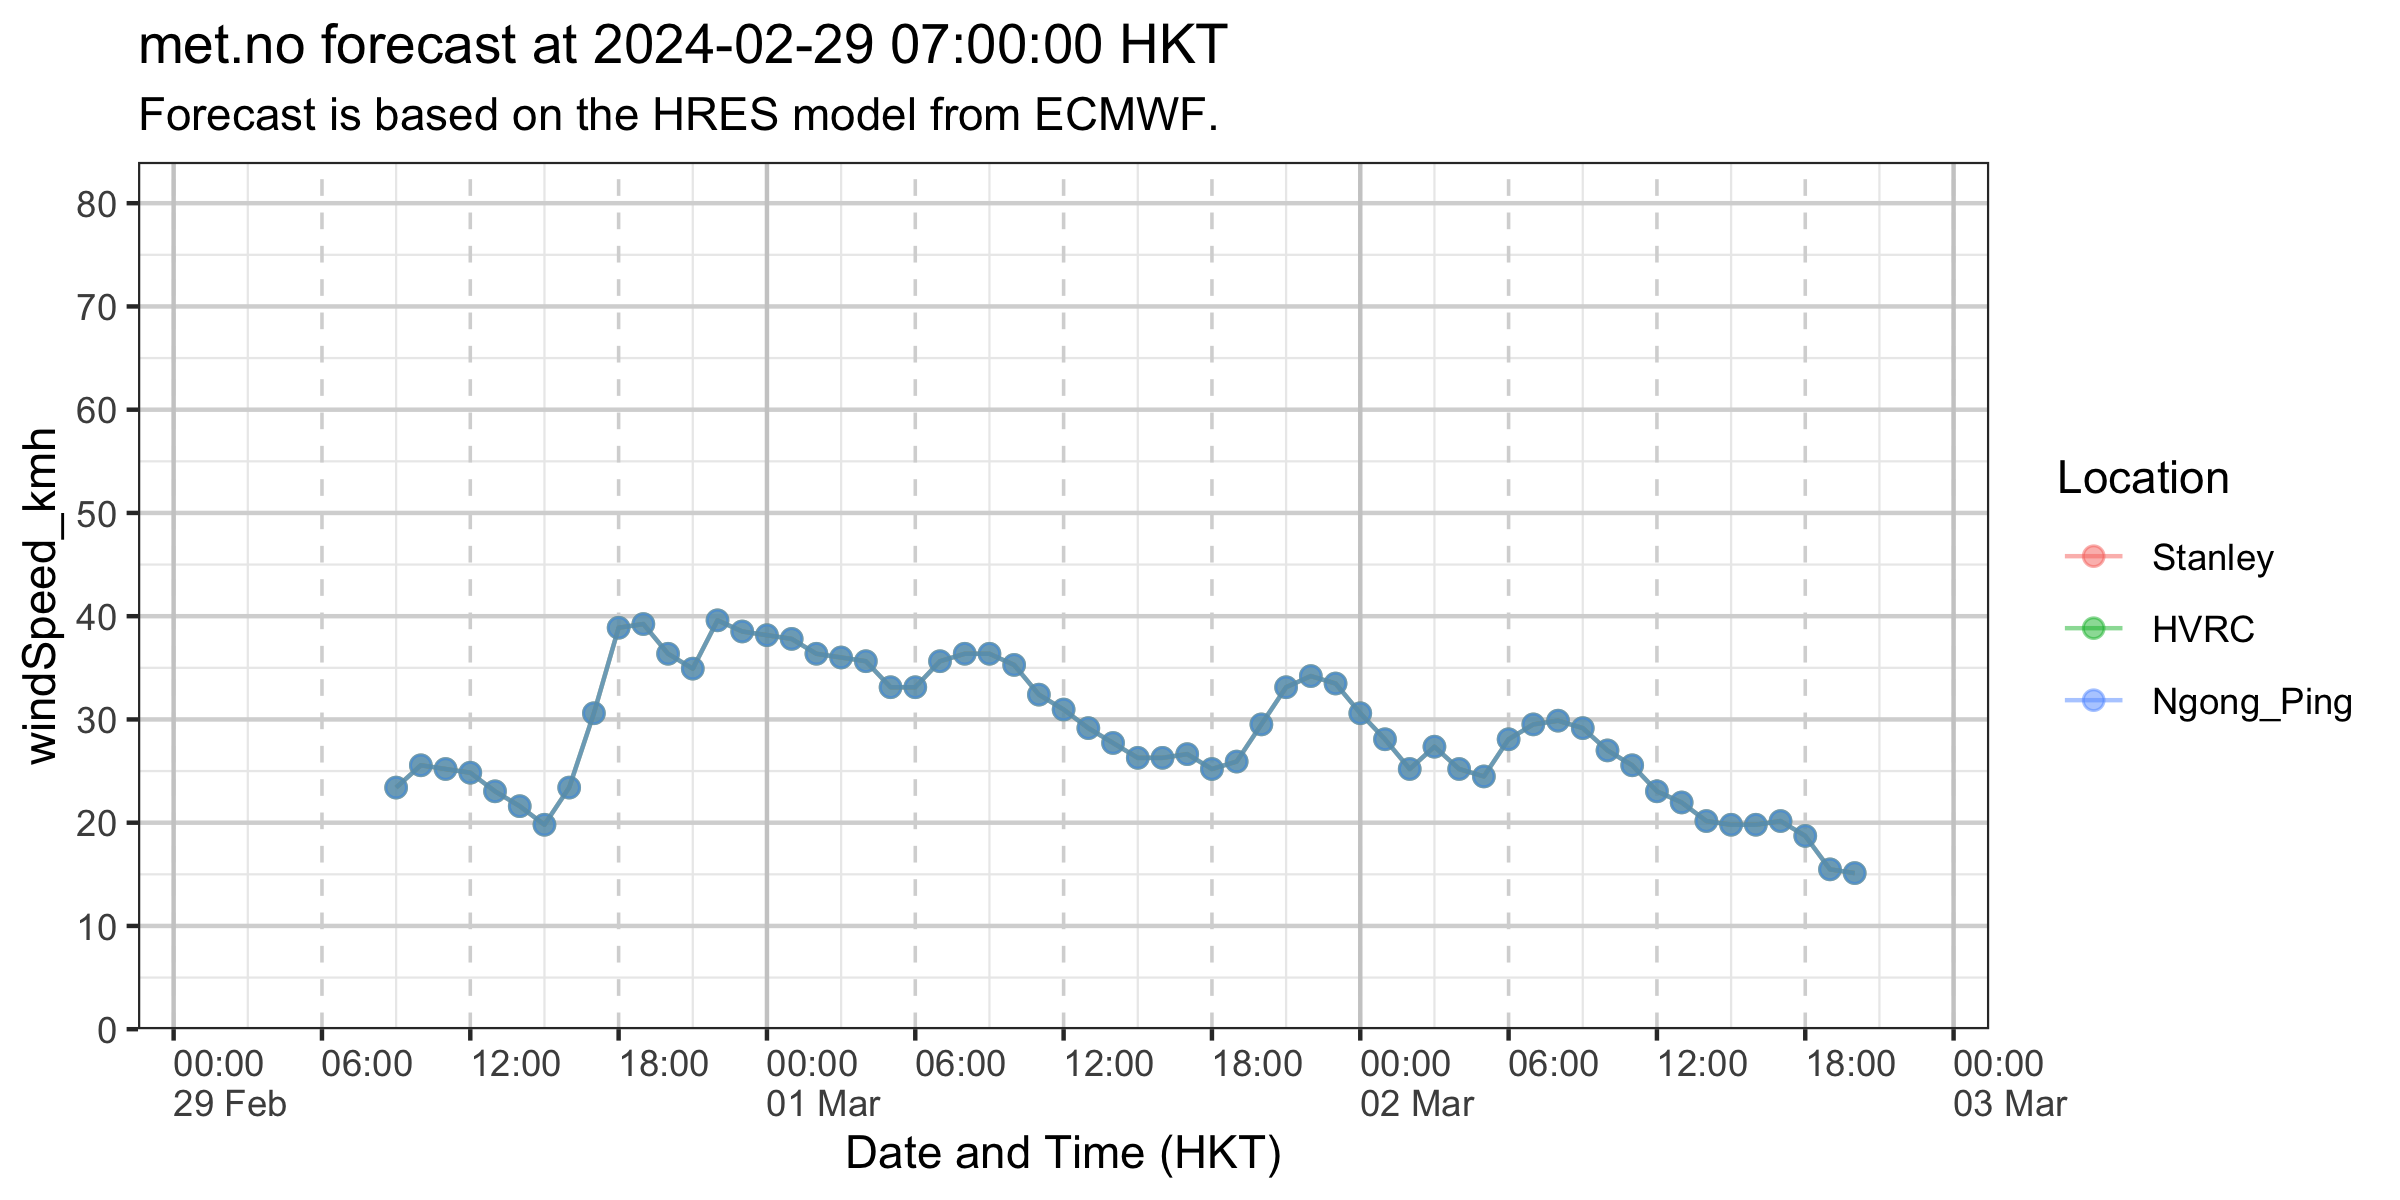 met.no forecast at 2024-02-29 07:00:00 HKT
Forecast is based on the HRES model from ECMWF.
windSpeed_kmh
80
70
60
50
40
30
20
10
0
00:00 06:00 12:00 18:00 00:00 06:00 12:00 18:00 00:00 06:00 12:00 18:00 00:00
29 Feb 01 Mar 02 Mar 03 Mar
Date and Time (HKT)
Location
Stanley
HVRC
Ngong_Ping